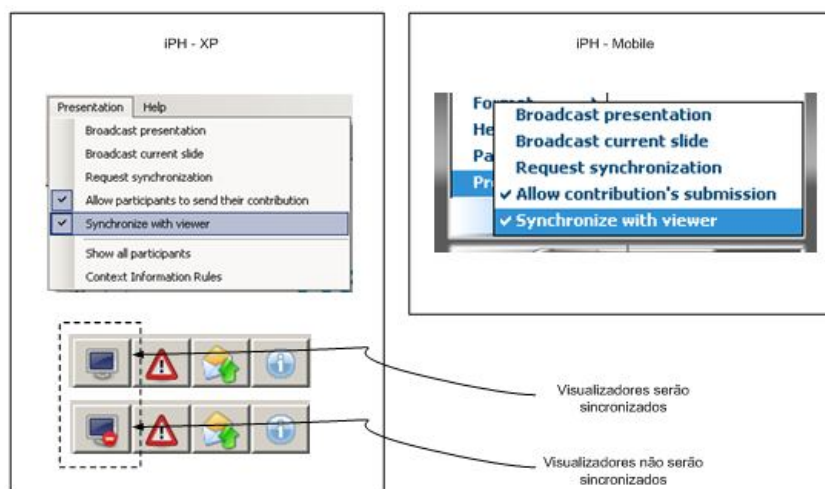 iPH - XP
Presentation Help
Broadcast presentation
Broadcast current slide
Request synchronization
Allow participants to send their contribution
Synchronize with viewer
Show all participants
Context Information Rules
iPH - Mobile
Broadcast presentation
Broadcast current slide
Request synchronization
Allow contribution's submission
Synchronize with viewer
Visualizadores serão
sincronizados
Visualizadores não serão
sincronizados